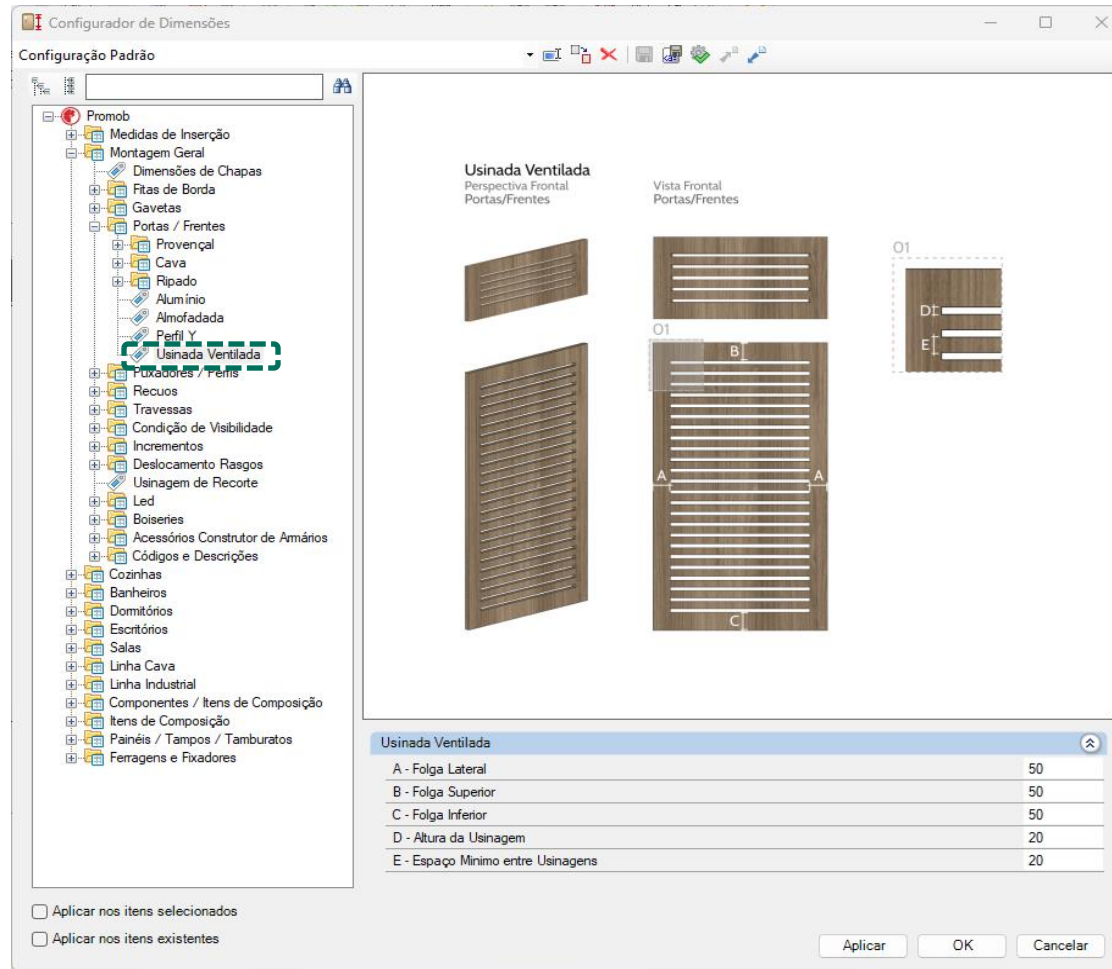 Configurador de Dimensões
Configuração Padrão
Promob
Medidas de Inserção
Montagem Geral
Dimensões de Chapas
Fitas de Borda
Gavetas
Portas / Frentes
Provençal
Cava
Ripado
Alumínio
Almofadada
Perfil Y
Usinada Ventilada
Puxadores / Perfis
Recuos
Travessas
Condição de Visibilidade
Incrementos
Deslocamento Rasgos
Usinagem de Recorte
Led
Boiseries
Acessórios Construtor de Armários
Códigos e Descrições
Cozinhas
Banheiros
Dormitórios
Escritórios
Salas
Linha Cava
Linha Industrial
Componentes / Itens de Composição
Itens de Composição
Painéis / Tampos / Tamburatos
Ferragens e Fixadores
Usinada Ventilada
Perspectiva Frontal
Portas/Frentes
Vista Frontal
Portas/Frentes
O1
B
A A
C
O1
D
E
Usinada Ventilada
A - Folga Lateral 50
B - Folga Superior 50
C - Folga Inferior 50
D - Altura da Usinagem 20
E - Espaço Minimo entre Usinagens 20
Aplicar nos itens selecionados
Aplicar nos itens existentes
Aplicar OK Cancelar